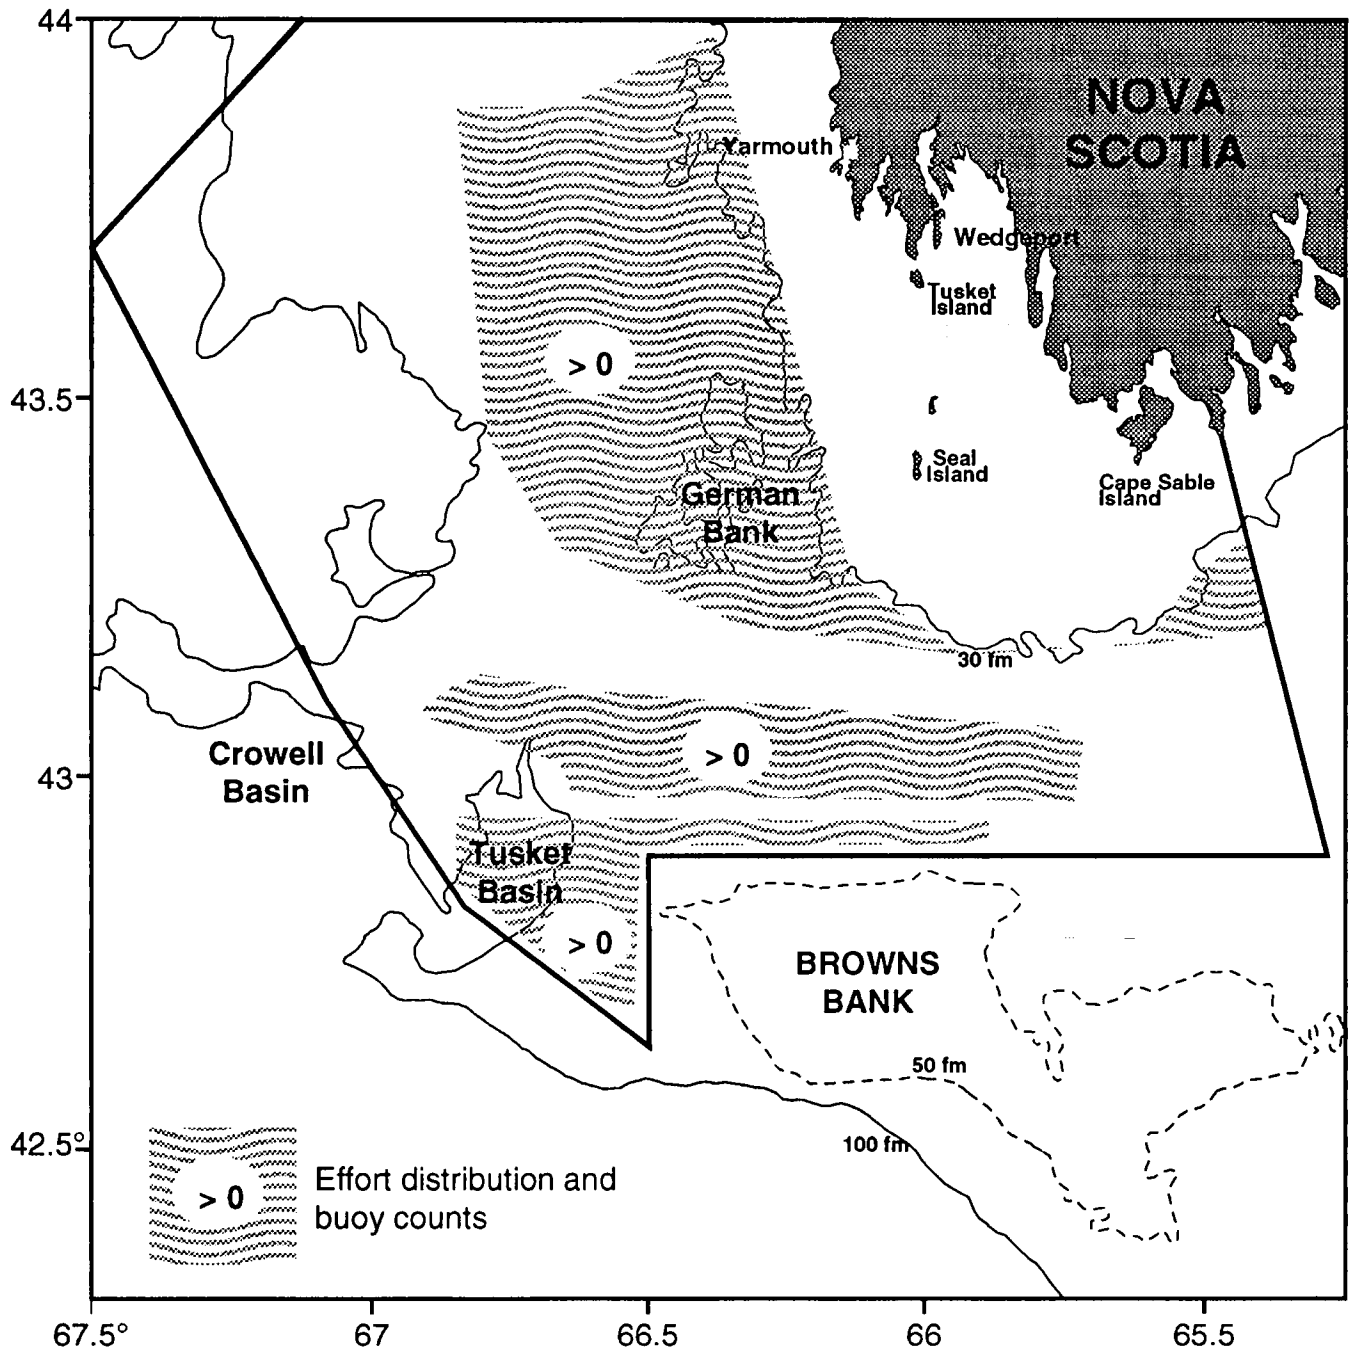 44
NOVA
SCOTIA
Yarmouth
Wedgeport
Tusket
Island
> 0
43.5
Seal
Island
Cape Sable
Island
German
Bank
30 fm
Crowell
Basin
> 0
43
Tusket
Basin
> 0
BROWNS
BANK
50 fm
100 fm
42.5°
> 0
Effort distribution and
buoy counts
67.5°
67
66.5
66
65.5